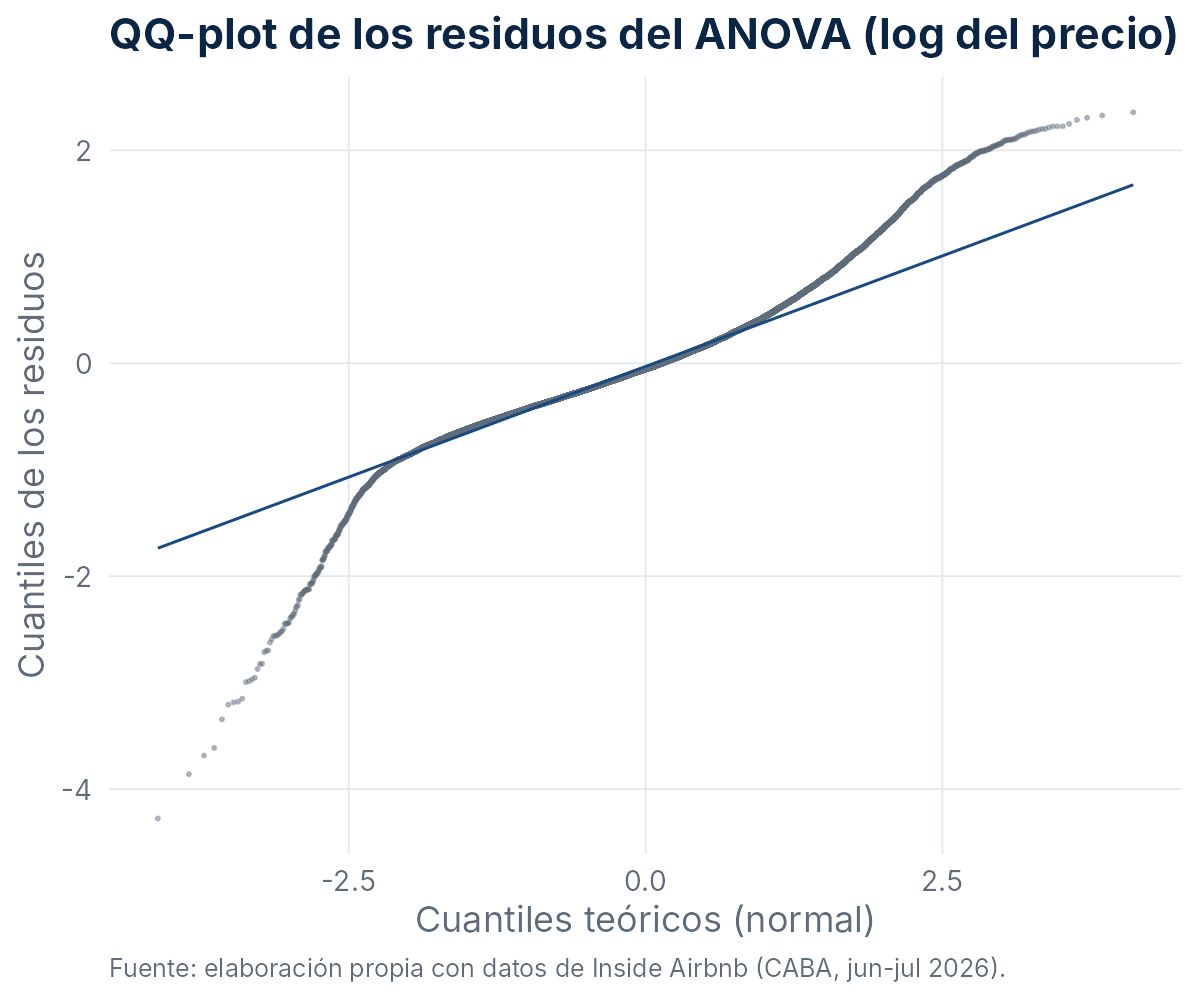 QQ-plot de los residuos del ANOVA (log del precio)
Cuantiles de los residuos
2
0
-2
-4
-2.5
0.0
2.5
Cuantiles teóricos (normal)
Fuente: elaboración propia con datos de Inside Airbnb (CABA, jun-jul 2026).